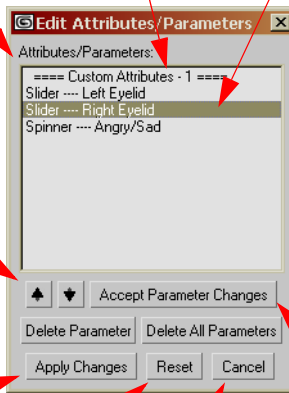 Edit Attributes/Parameters
Attributes/Parameters:
==== Custom Attributes - 1 ====
Slider ---- Left Eyelid
Slider ---- Right Eyelid
Spinner ---- Angry/Sad
Accept Parameter Changes
Delete Parameter Delete All Parameters
Apply Changes Reset Cancel